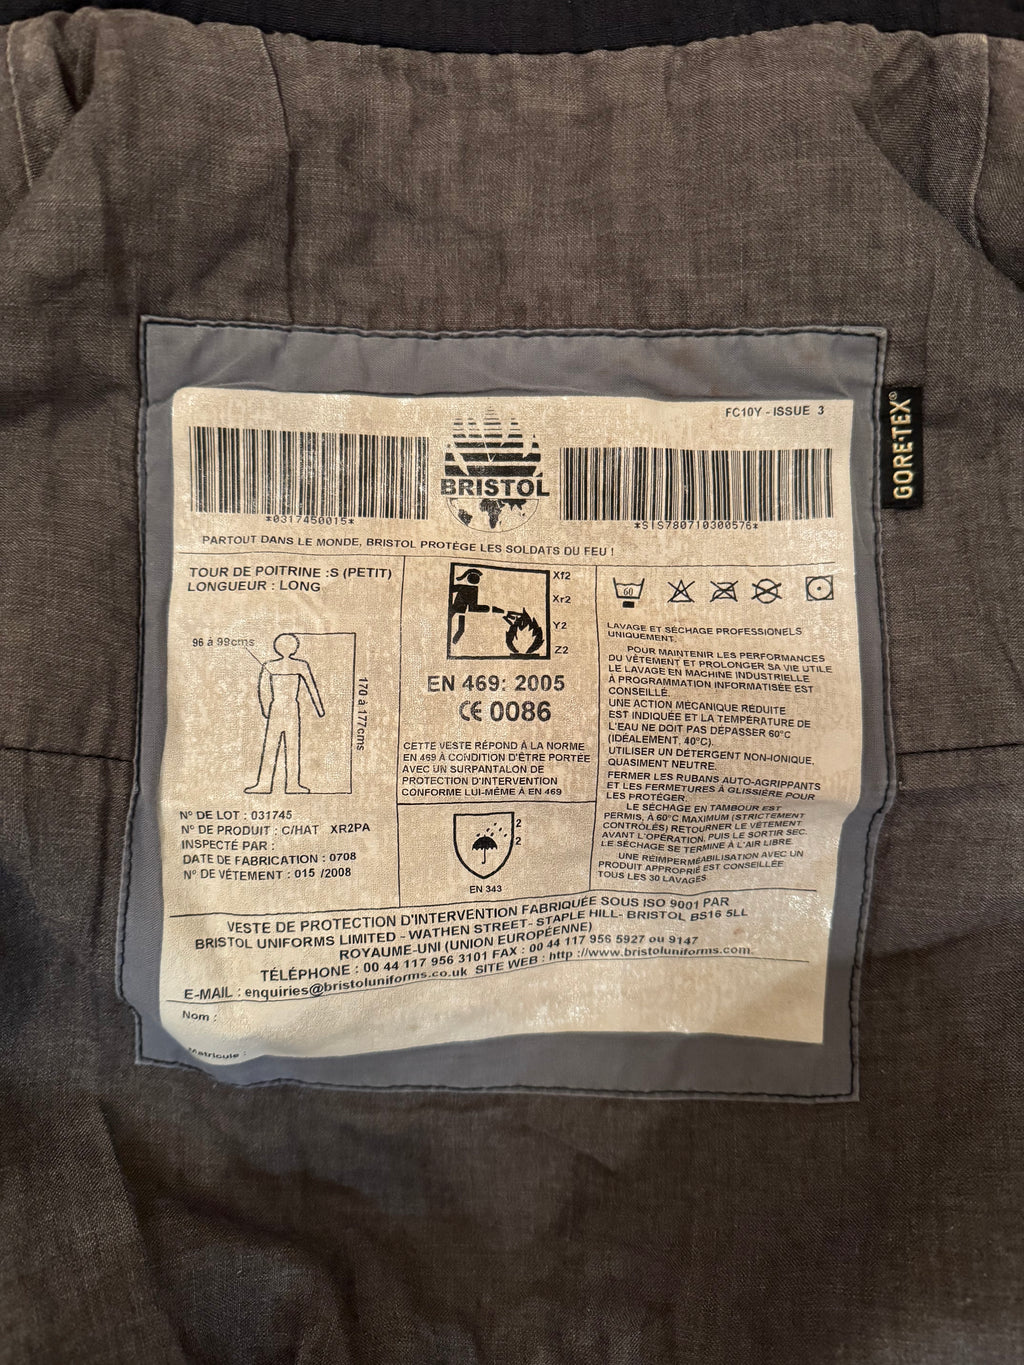 FC10Y - ISSUE 3
GORE-TEX®
BRISTOL
*0317450015*
*SIS780710300576*
PARTOUT DANS LE MONDE, BRISTOL PROTÈGE LES SOLDATS DU FEU !
TOUR DE POITRINE :S (PETIT)
LONGUEUR : LONG
96 à 99cms
170 à 177cms
Nº DE LOT : 031745
Nº DE PRODUIT : C/HAT XR2PA
INSPECTÉ PAR :
DATE DE FABRICATION : 0708
Nº DE VÊTEMENT : 015 /2008
Xf2
Xr2
Y2
Z2
EN 469: 2005
CE 0086
CETTE VESTE RÉPOND À LA NORME
EN 469 À CONDITION D'ÊTRE PORTÉE
AVEC UN SURPANTALON DE
PROTECTION D'INTERVENTION
CONFORME LUI-MÊME À EN 469
2
2
EN 343
60
LAVAGE ET SÉCHAGE PROFESSIONELS
UNIQUEMENT.
POUR MAINTENIR LES PERFORMANCES
DU VÊTEMENT ET PROLONGER SA VIE UTILE
LE LAVAGE EN MACHINE INDUSTRIELLE
À PROGRAMMATION INFORMATISÉE EST
CONSEILLÉ.
UNE ACTION MÉCANIQUE RÉDUITE
EST INDIQUÉE ET LA TEMPÉRATURE DE
L'EAU NE DOIT PAS DÉPASSER 60°C
(IDÉALEMENT, 40°C).
UTILISER UN DÉTERGENT NON-IONIQUE,
QUASIMENT NEUTRE.
FERMER LES RUBANS AUTO-AGRIPPANTS
ET LES FERMETURES À GLISSIÈRE POUR
LES PROTÉGER.
LE SÉCHAGE EN TAMBOUR EST
PERMIS, À 60°C MAXIMUM (STRICTEMENT
CONTRÔLÉS) RETOURNER LE VÊTEMENT
AVANT L'OPÉRATION, PUIS LE SORTIR SEC.
LE SÉCHAGE SE TERMINE À L'AIR LIBRE.
UNE RÉIMPERMÉABILISATION AVEC UN
PRODUIT APPROPRIÉ EST CONSEILLÉE
TOUS LES 30 LAVAGES.
VESTE DE PROTECTION D'INTERVENTION FABRIQUÉE SOUS ISO 9001 PAR
BRISTOL UNIFORMS LIMITED - WATHEN STREET- STAPLE HILL- BRISTOL BS16 5LL
ROYAUME-UNI (UNION EUROPÉENNE)
TÉLÉPHONE : 00 44 117 956 3101 FAX : 00 44 117 956 5927 ou 9147
E-MAIL : enquiries@bristoluniforms.co.uk SITE WEB : http ://www.bristoluniforms.com.
Nom :
Matricule :